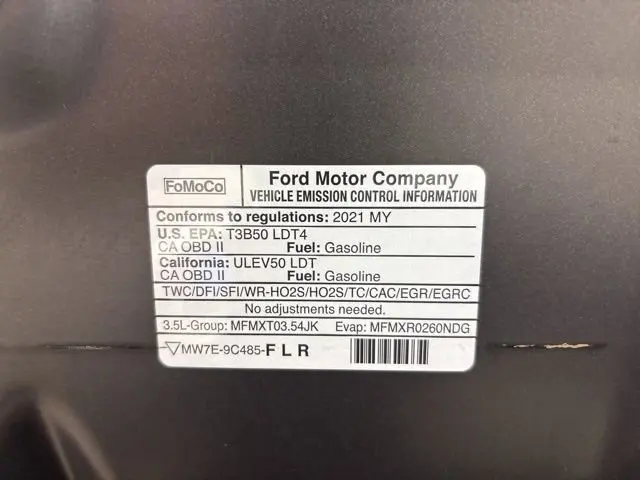 FoMoCo
Ford Motor Company
VEHICLE EMISSION CONTROL INFORMATION
Conforms to regulations: 2021 MY
U.S. EPA: T3B50 LDT4
CA OBD II Fuel: Gasoline
California: ULEV50 LDT
CA OBD II Fuel: Gasoline
TWC/DFI/SFI/WR-HO2S/HO2S/TC/CAC/EGR/EGRC
No adjustments needed.
3.5L-Group: MFMXT03.54JK Evap: MFMXR0260NDG
MW7E-9C485-F L R